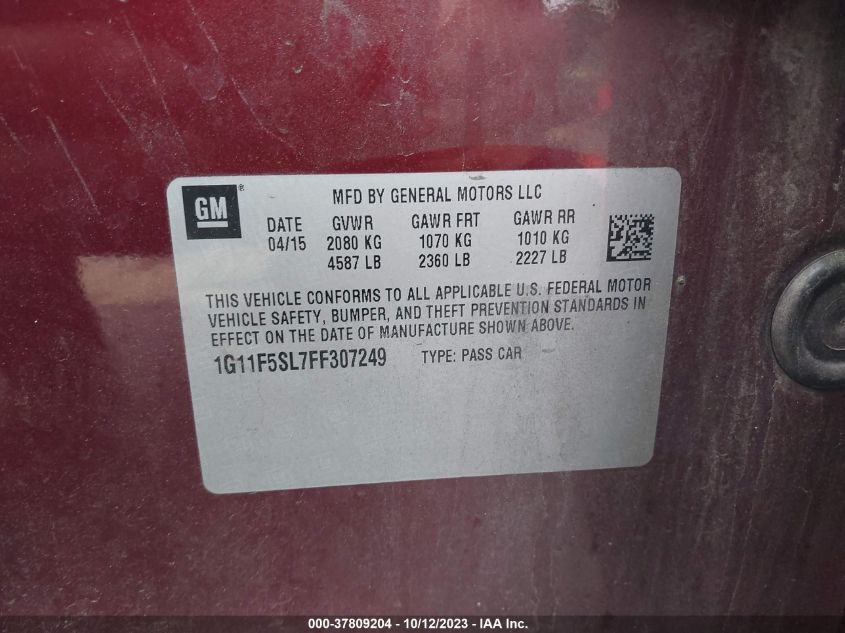 GM ®
MFD BY GENERAL MOTORS LLC
DATE GVWR GAWR FRT GAWR RR
04/15 2080 KG 1070 KG 1010 KG
4587 LB 2360 LB 2227 LB
THIS VEHICLE CONFORMS TO ALL APPLICABLE U.S. FEDERAL MOTOR
VEHICLE SAFETY, BUMPER, AND THEFT PREVENTION STANDARDS IN
EFFECT ON THE DATE OF MANUFACTURE SHOWN ABOVE.
1G11F5SL7FF307249 TYPE: PASS CAR
000-37809204 - 10/12/2023 - IAA Inc.